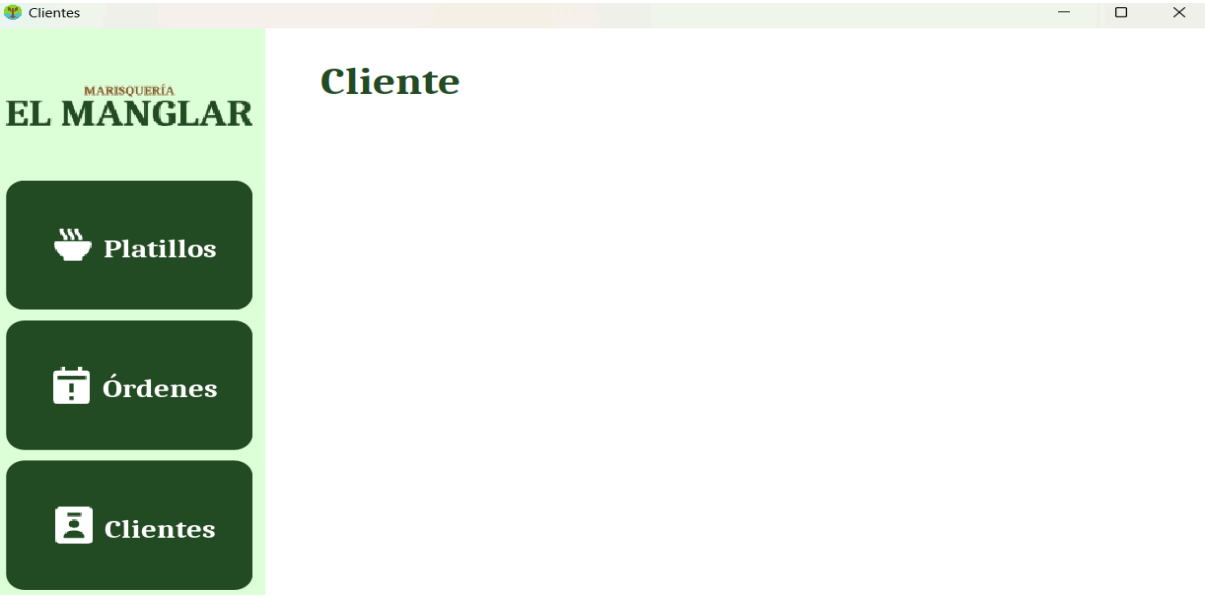 Clientes
MARISQUERÍA
EL MANGLAR
Platillos
Órdenes
Clientes
Cliente